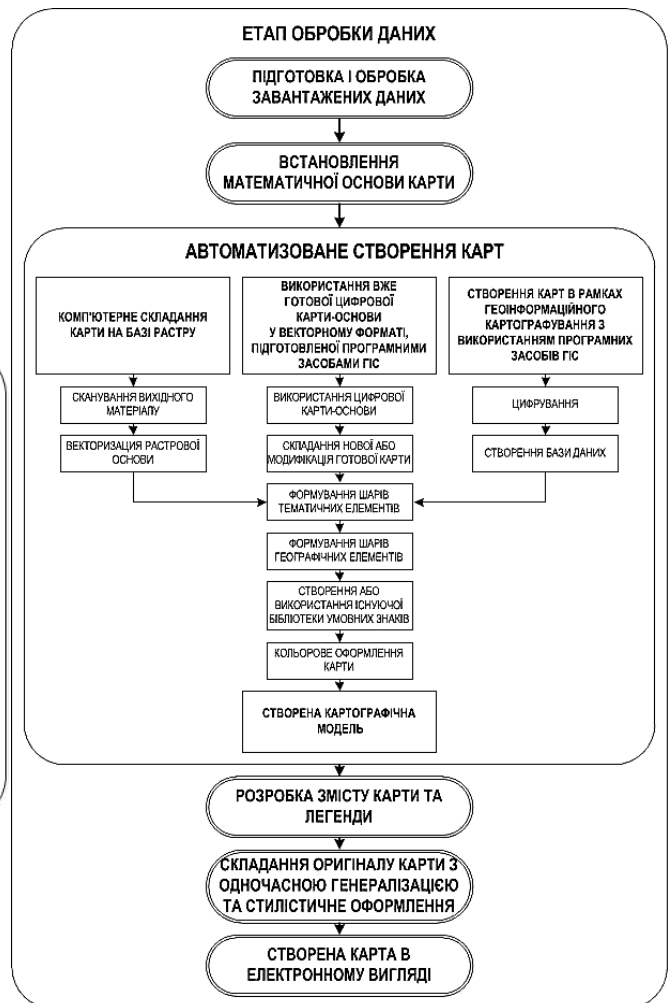 ЕТАП ОБРОБКИ ДАНИХ
ПІДГОТОВКА І ОБРОБКА
ЗАВАНТАЖЕНИХ ДАНИХ
ВСТАНОВЛЕННЯ
МАТЕМАТИЧНОЇ ОСНОВИ КАРТИ
АВТОМАТИЗОВАНЕ СТВОРЕННЯ КАРТ
КОМП'ЮТЕРНЕ СКЛАДАННЯ
КАРТИ НА БАЗІ РАСТРУ
СКАНУВАННЯ ВИХІДНОГО
МАТЕРІАЛУ
ВЕКТОРИЗАЦИЯ РАСТРОВОЇ
ОСНОВИ
ВИКОРИСТАННЯ ВЖЕ
ГОТОВОЇ ЦИФРОВОЇ
КАРТИ-ОСНОВИ
У ВЕКТОРНОМУ ФОРМАТІ,
ПІДГОТОВЛЕНОЇ ПРОГРАМНИМИ
ЗАСОБАМИ ГІС
ВИКОРИСТАННЯ ЦИФРОВОЇ
КАРТИ-ОСНОВИ
СКЛАДАННЯ НОВОЇ АБО
МОДИФІКАЦІЯ ГОТОВОЇ КАРТИ
СТВОРЕННЯ КАРТ В РАМКАХ
ГЕОІНФОРМАЦІЙНОГО
КАРТОГРАФУВАННЯ З
ВИКОРИСТАННЯМ ПРОГРАМНИХ
ЗАСОБІВ ГІС
ЦИФРУВАННЯ
СТВОРЕННЯ БАЗИ ДАНИХ
ФОРМУВАННЯ ШАРІВ
ТЕМАТИЧНИХ ЕЛЕМЕНТІВ
ФОРМУВАННЯ ШАРІВ
ГЕОГРАФІЧНИХ ЕЛЕМЕНТІВ
СТВОРЕННЯ АБО
ВИКОРИСТАННЯ ІСНУЮЧОЇ
БІБЛІОТЕКИ УМОВНИХ ЗНАКІВ
КОЛЬОРОВЕ ОФОРМЛЕННЯ
КАРТИ
СТВОРЕНА КАРТОГРАФІЧНА
МОДЕЛЬ
РОЗРОБКА ЗМІСТУ КАРТИ ТА
ЛЕГЕНДИ
СКЛАДАННЯ ОРИГІНАЛУ КАРТИ З
ОДНОЧАСНОЮ ГЕНЕРАЛІЗАЦІЄЮ
ТА СТИЛІСТИЧНЕ ОФОРМЛЕННЯ
СТВОРЕНА КАРТА В
ЕЛЕКТРОННОМУ ВИГЛЯДІ